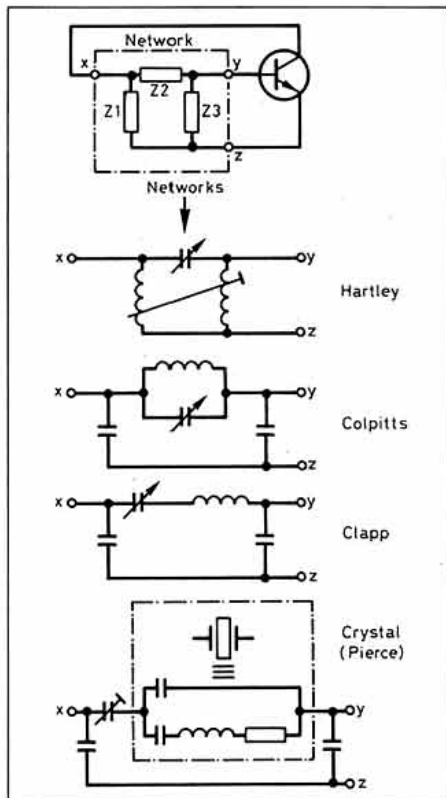 Network
x
y
Z2
Z1
Z3
z
Networks
x
y
Hartley
z
x
y
Colpitts
z
x
y
Clapp
z
Crystal
(Pierce)
x
y
z